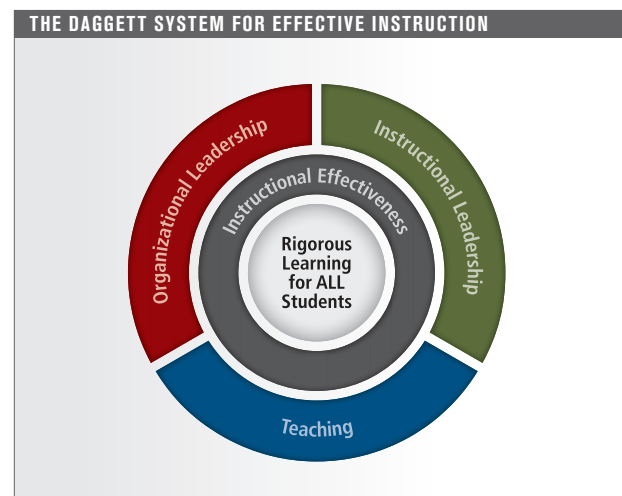 THE DAGGETT SYSTEM FOR EFFECTIVE INSTRUCTION
Organizational Leadership
Instructional Leadership
Instructional Effectiveness
Rigorous
Learning
for ALL
Students
Teaching